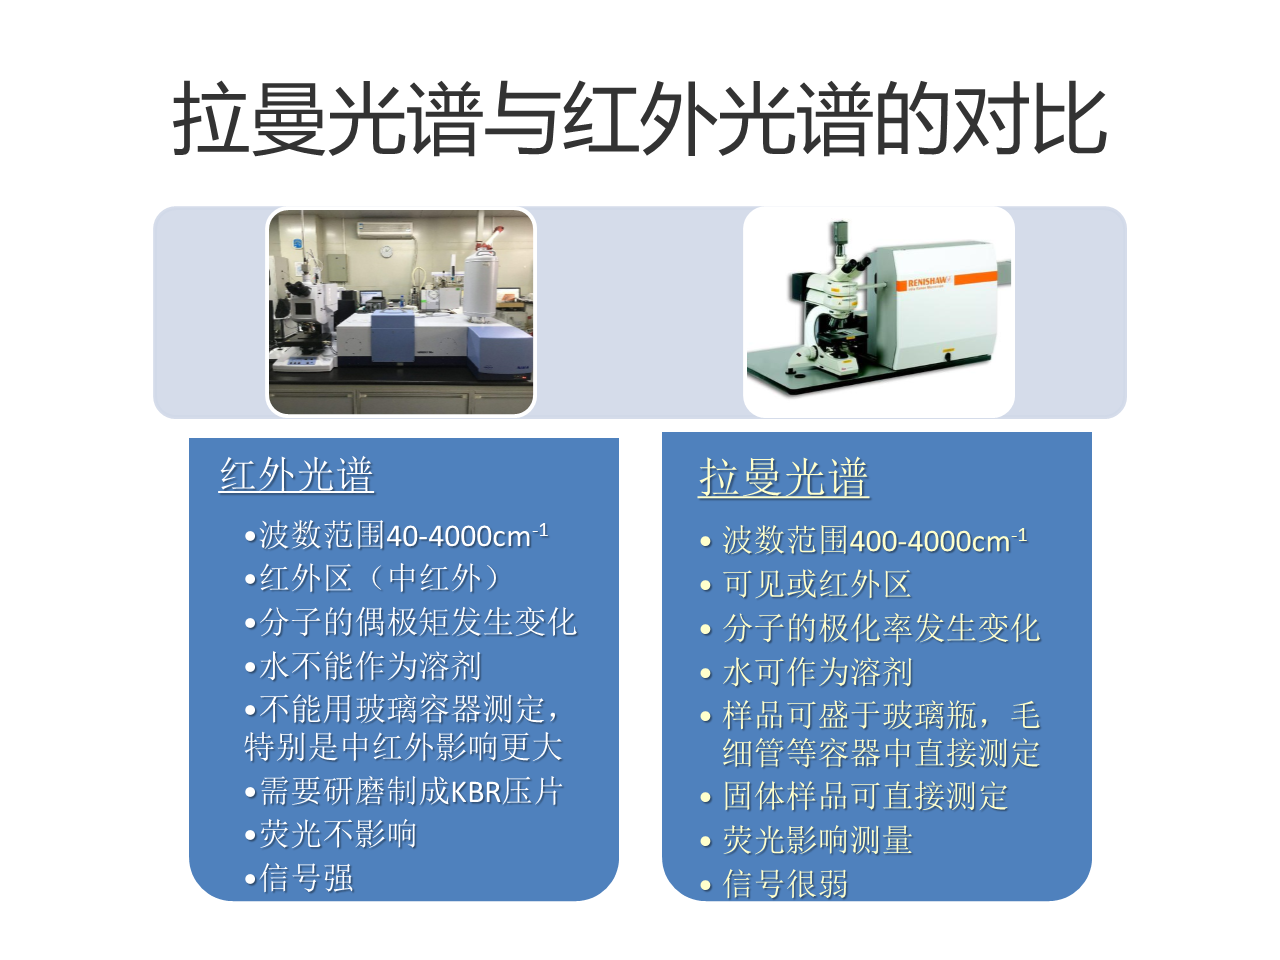 拉曼光谱与红外光谱的对比
RENISHAW
红外光谱
•波数范围40-4000cm-1
•红外区（中红外）
•分子的偶极矩发生变化
•水不能作为溶剂
•不能用玻璃容器测定，
特别是中红外影响更大
•需要研磨制成KBR压片
•荧光不影响
•信号强
拉曼光谱
• 波数范围400-4000cm-1
• 可见或红外区
• 分子的极化率发生变化
• 水可作为溶剂
• 样品可盛于玻璃瓶，毛
细管等容器中直接测定
• 固体样品可直接测定
• 荧光影响测量
• 信号很弱